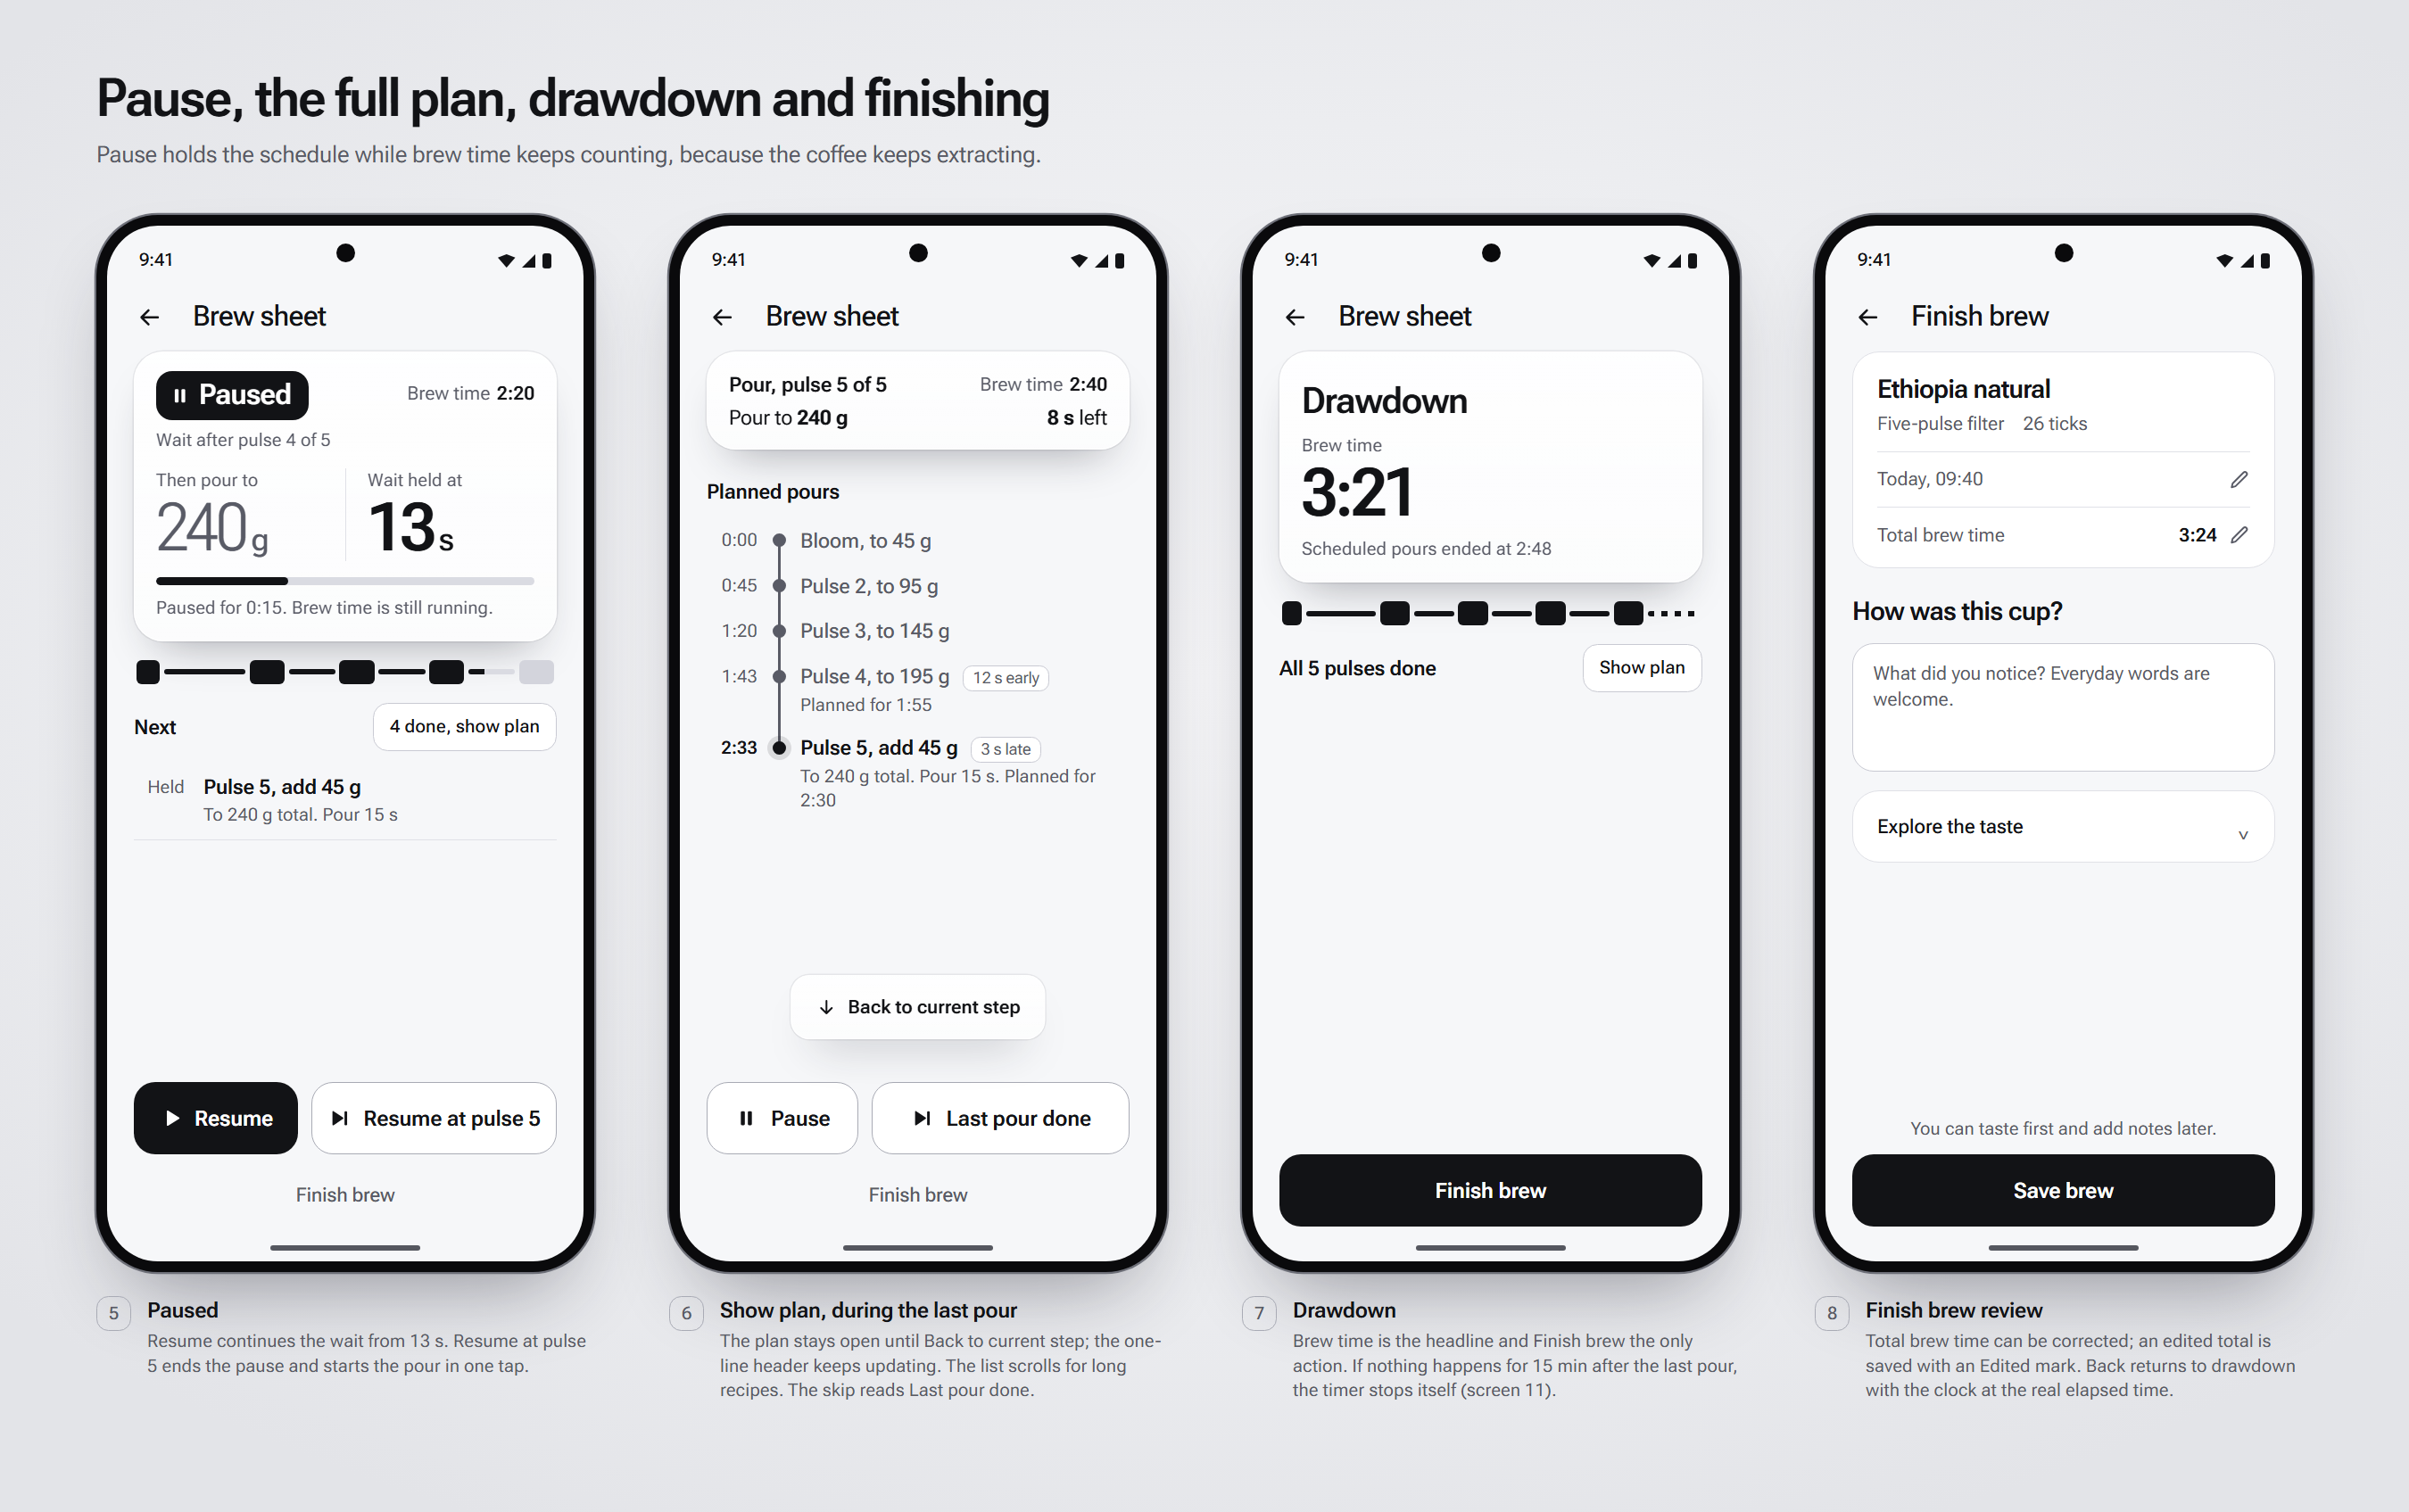 Pause, the full plan, drawdown and finishing
Pause holds the schedule while brew time keeps counting, because the coffee keeps extracting.
9:41
Brew sheet
Paused
Brew time 2:20
Wait after pulse 4 of 5
Then pour to
240 g
Wait held at
13 s
Paused for 0:15. Brew time is still running.
Next
4 done, show plan
Held
Pulse 5, add 45 g
To 240 g total. Pour 15 s
Resume
Resume at pulse 5
Finish brew
5
Paused
Resume continues the wait from 13 s. Resume at pulse
5 ends the pause and starts the pour in one tap.
9:41
Brew sheet
Pour, pulse 5 of 5
Brew time 2:40
Pour to 240 g
8 s left
Planned pours
0:00 Bloom, to 45 g
0:45 Pulse 2, to 95 g
1:20 Pulse 3, to 145 g
1:43 Pulse 4, to 195 g 12 s early
Planned for 1:55
2:33 Pulse 5, add 45 g 3 s late
To 240 g total. Pour 15 s. Planned for
2:30
Back to current step
Pause
Last pour done
Finish brew
6
Show plan, during the last pour
The plan stays open until Back to current step; the one-
line header keeps updating. The list scrolls for long
recipes. The skip reads Last pour done.
9:41
Brew sheet
Drawdown
Brew time
3:21
Scheduled pours ended at 2:48
All 5 pulses done
Show plan
Finish brew
7
Drawdown
Brew time is the headline and Finish brew the only
action. If nothing happens for 15 min after the last pour,
the timer stops itself (screen 11).
9:41
Finish brew
Ethiopia natural
Five-pulse filter 26 ticks
Today, 09:40
Total brew time 3:24
How was this cup?
What did you notice? Everyday words are
welcome.
Explore the taste
You can taste first and add notes later.
Save brew
8
Finish brew review
Total brew time can be corrected; an edited total is
saved with an Edited mark. Back returns to drawdown
with the clock at the real elapsed time.